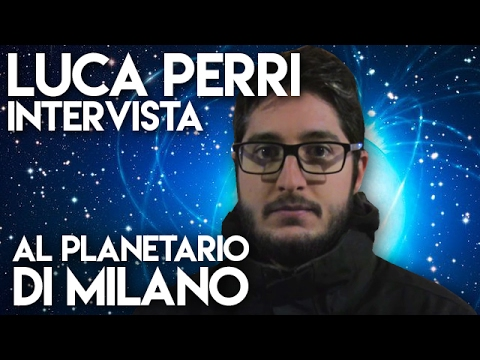 LUCA PERRI
INTERVISTA
AL PLANETARIO
DI MILANO